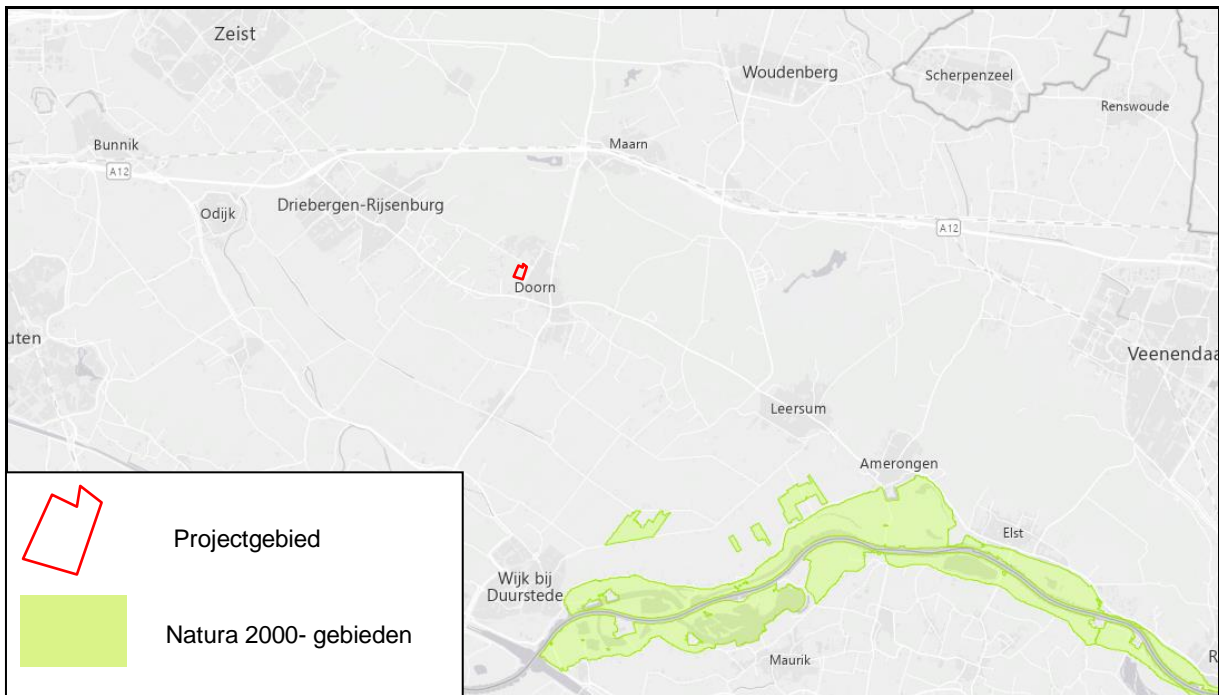 Zeist
Woudenberg
Scherpenzeel
Renswoude
Bunnik
Maarn
A12
Driebergen-Rijsenburg
Odijk
A12
Doorn
uten
Veenendaa
Leersum
Amerongen
Elst
Projectgebied
Wijk bij
Duurstede
Natura 2000- gebieden
Maurik
R